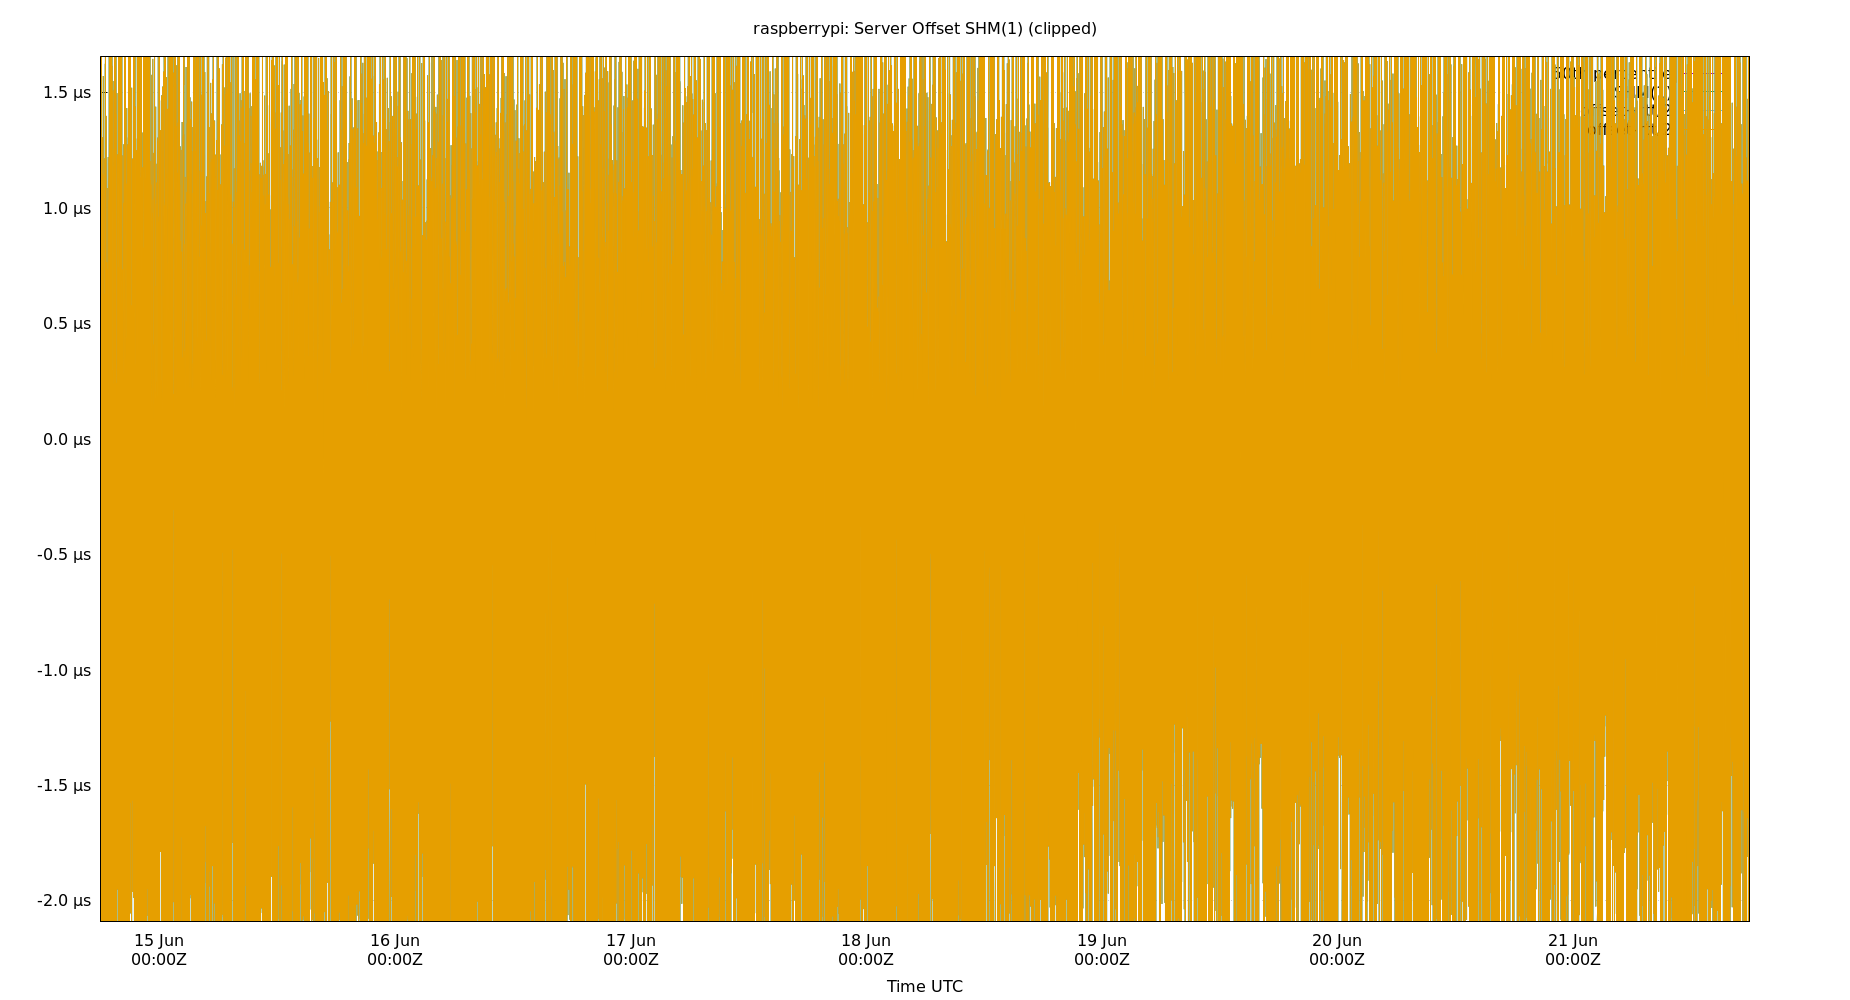 raspberrypi: Server Offset SHM(1) (clipped)
1.5 µs
1.0 µs
0.5 µs
0.0 µs
-0.5 µs
-1.0 µs
-1.5 µs
-2.0 µs
15 Jun 16 Jun 17 Jun 18 Jun 19 Jun 20 Jun 21 Jun
00:00Z 00:00Z 00:00Z 00:00Z 00:00Z 00:00Z 00:00Z
Time UTC